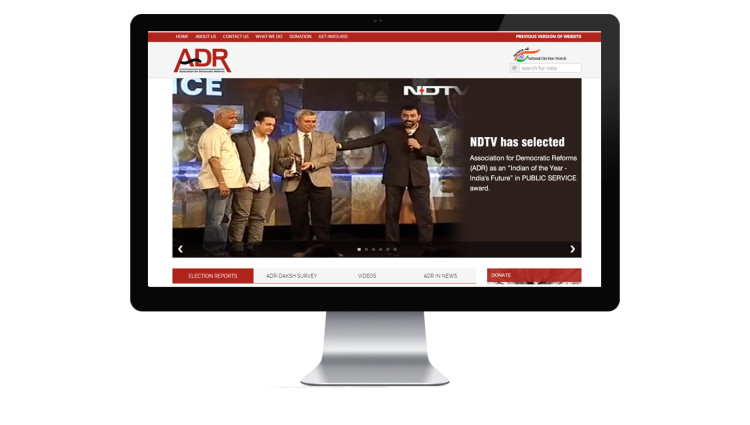 HOME ABOUT US CONTACT US WHAT WE DO DONATION GET INVOLVED PREVIOUS VERSION OF WEBSITE
ADR
Association for Democratic Reforms
National Election Watch
search for new
ICE
NDTV
NDTV has selected
Association for Democratic Reforms
(ADR) as an "Indian of the Year -
India's Future" in PUBLIC SERVICE
award.
ELECTION REPORTS ADR-DAKSH SURVEY VIDEOS ADR IN NEWS DONATE